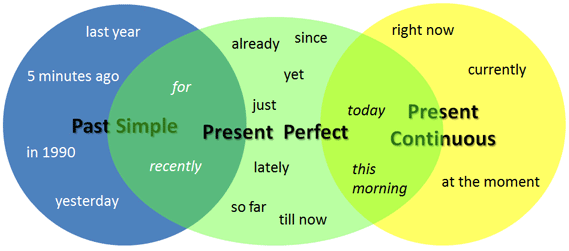 last year
5 minutes ago
in 1990
yesterday
Past Simple
for
recently
already
since
yet
just
Present Perfect
lately
so far
till now
today
this
morning
right now
currently
Present
Continuous
at the moment